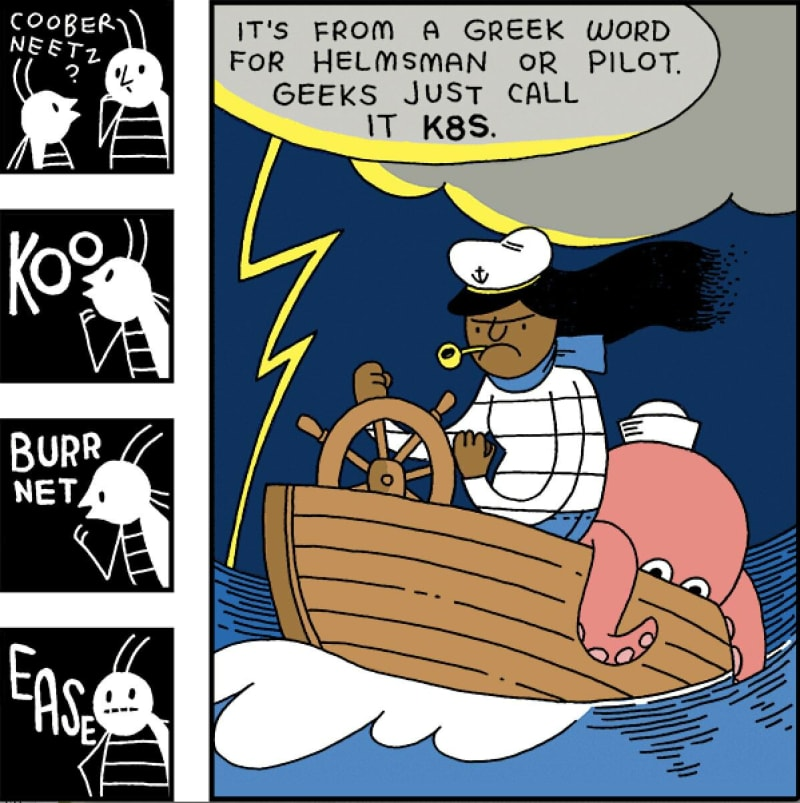 COOBER
NEETZ
?
KOO
BURR
NET
EASE
IT'S FROM A GREEK WORD
FOR HELMSMAN OR PILOT.
GEEKS JUST CALL
IT K8S.